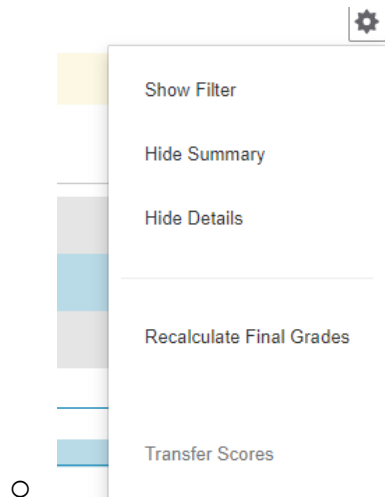 Show Filter
Hide Summary
Hide Details
Recalculate Final Grades
Transfer Scores